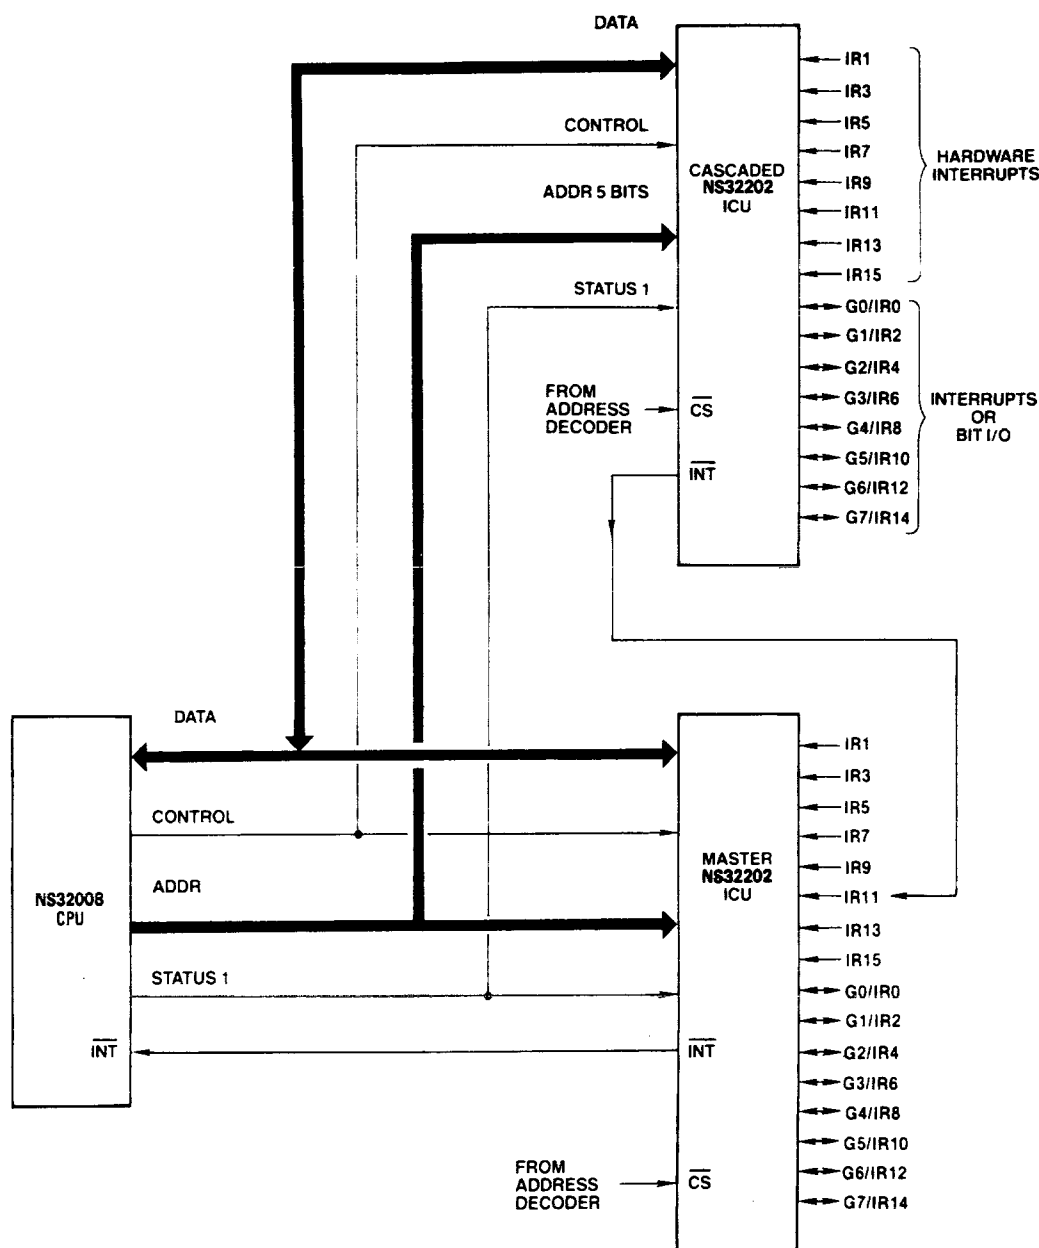 DATA
CONTROL
ADDR 5 BITS
STATUS 1
FROM
ADDRESS
DECODER
CS
INT
CASCADED
NS32202
ICU
IR1
IR3
IR5
IR7
IR9
IR11
IR13
IR15
G0/IR0
G1/IR2
G2/IR4
G3/IR6
G4/IR8
G5/IR10
G6/IR12
G7/IR14
HARDWARE
INTERRUPTS
INTERRUPTS
OR
BIT I/O
NS32008
CPU
INT
DATA
CONTROL
ADDR
STATUS 1
MASTER
NS32202
ICU
INT
FROM
ADDRESS
DECODER
CS
IR1
IR3
IR5
IR7
IR9
IR11
IR13
IR15
G0/IR0
G1/IR2
G2/IR4
G3/IR6
G4/IR8
G5/IR10
G6/IR12
G7/IR14